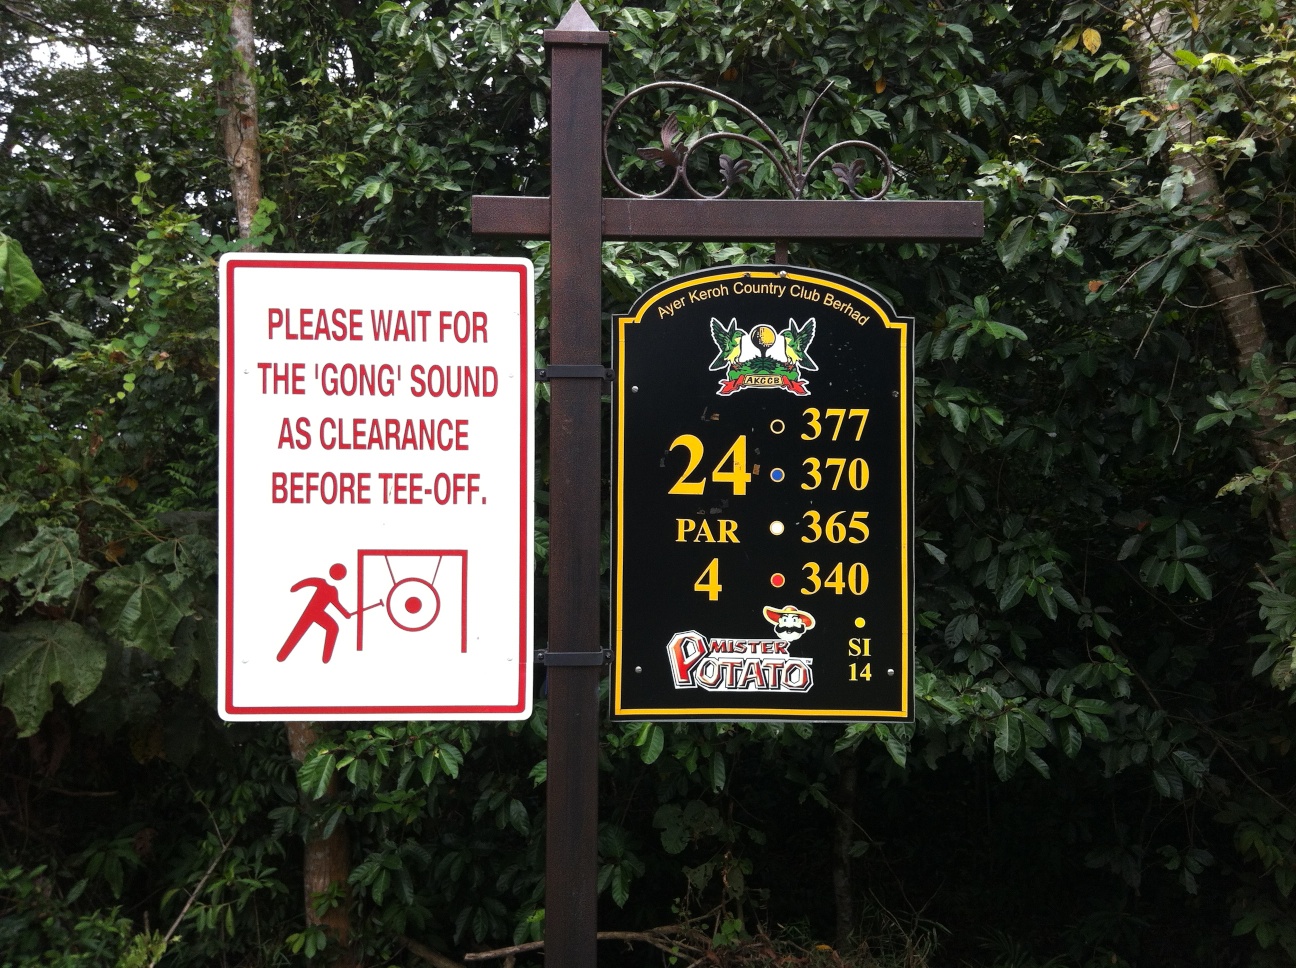 PLEASE WAIT FOR
THE 'GONG' SOUND
AS CLEARANCE
BEFORE TEE-OFF.
Ayer Keroh Country Club Berhad
AKCCB
24
PAR
4
377
370
365
340
SI
14
MISTER
POTATO